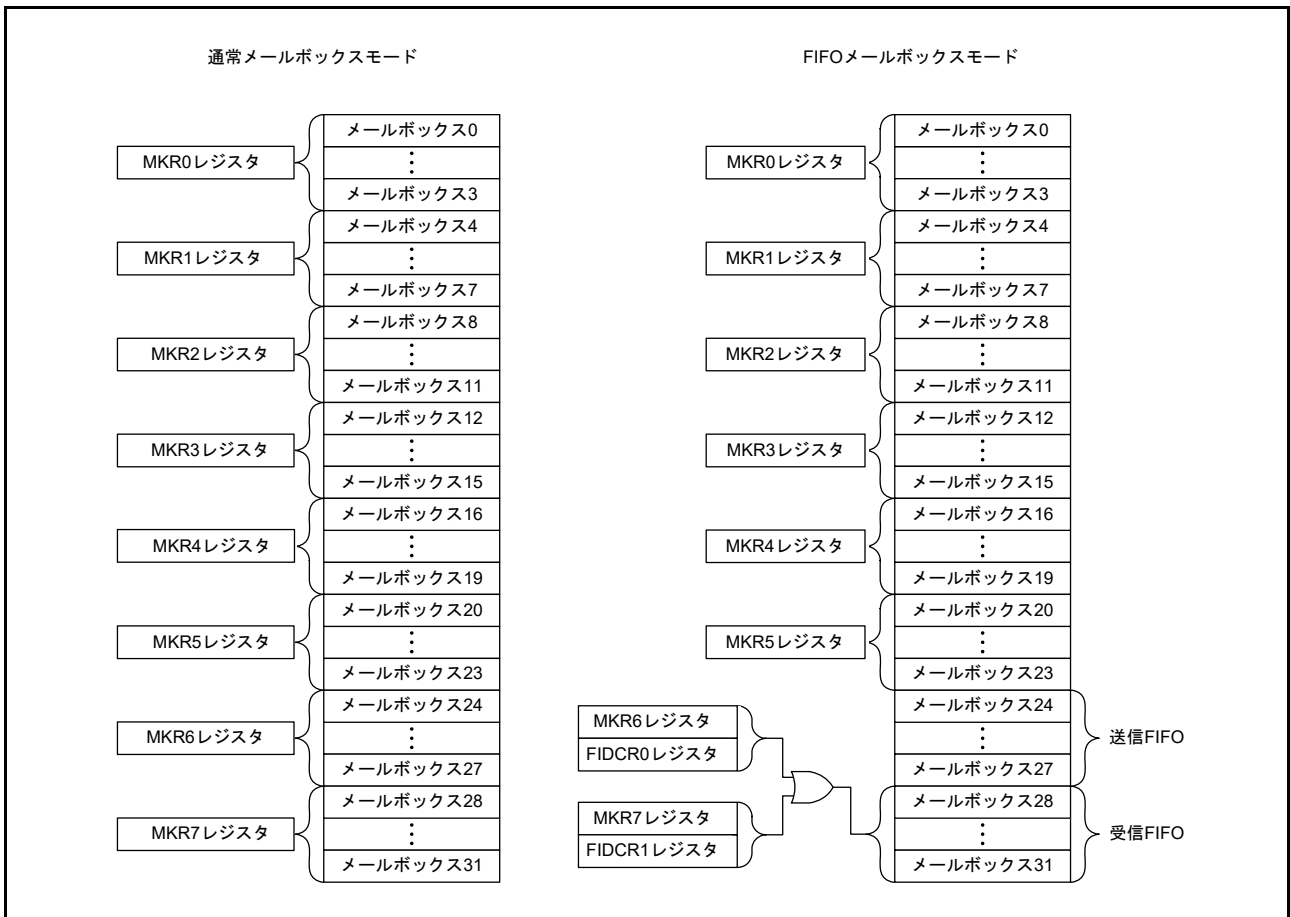 通常メールボックスモード
MKR0レジスタ
メールボックス0
メールボックス3
MKR1レジスタ
メールボックス4
メールボックス7
MKR2レジスタ
メールボックス8
メールボックス11
MKR3レジスタ
メールボックス12
メールボックス15
MKR4レジスタ
メールボックス16
メールボックス19
MKR5レジスタ
メールボックス20
メールボックス23
MKR6レジスタ
メールボックス24
メールボックス27
MKR7レジスタ
メールボックス28
メールボックス31
FIFOメールボックスモード
MKR0レジスタ
メールボックス0
メールボックス3
MKR1レジスタ
メールボックス4
メールボックス7
MKR2レジスタ
メールボックス8
メールボックス11
MKR3レジスタ
メールボックス12
メールボックス15
MKR4レジスタ
メールボックス16
メールボックス19
MKR5レジスタ
メールボックス20
メールボックス23
MKR6レジスタ
FIDCR0レジスタ
メールボックス24
メールボックス27
送信FIFO
MKR7レジスタ
FIDCR1レジスタ
メールボックス28
メールボックス31
受信FIFO